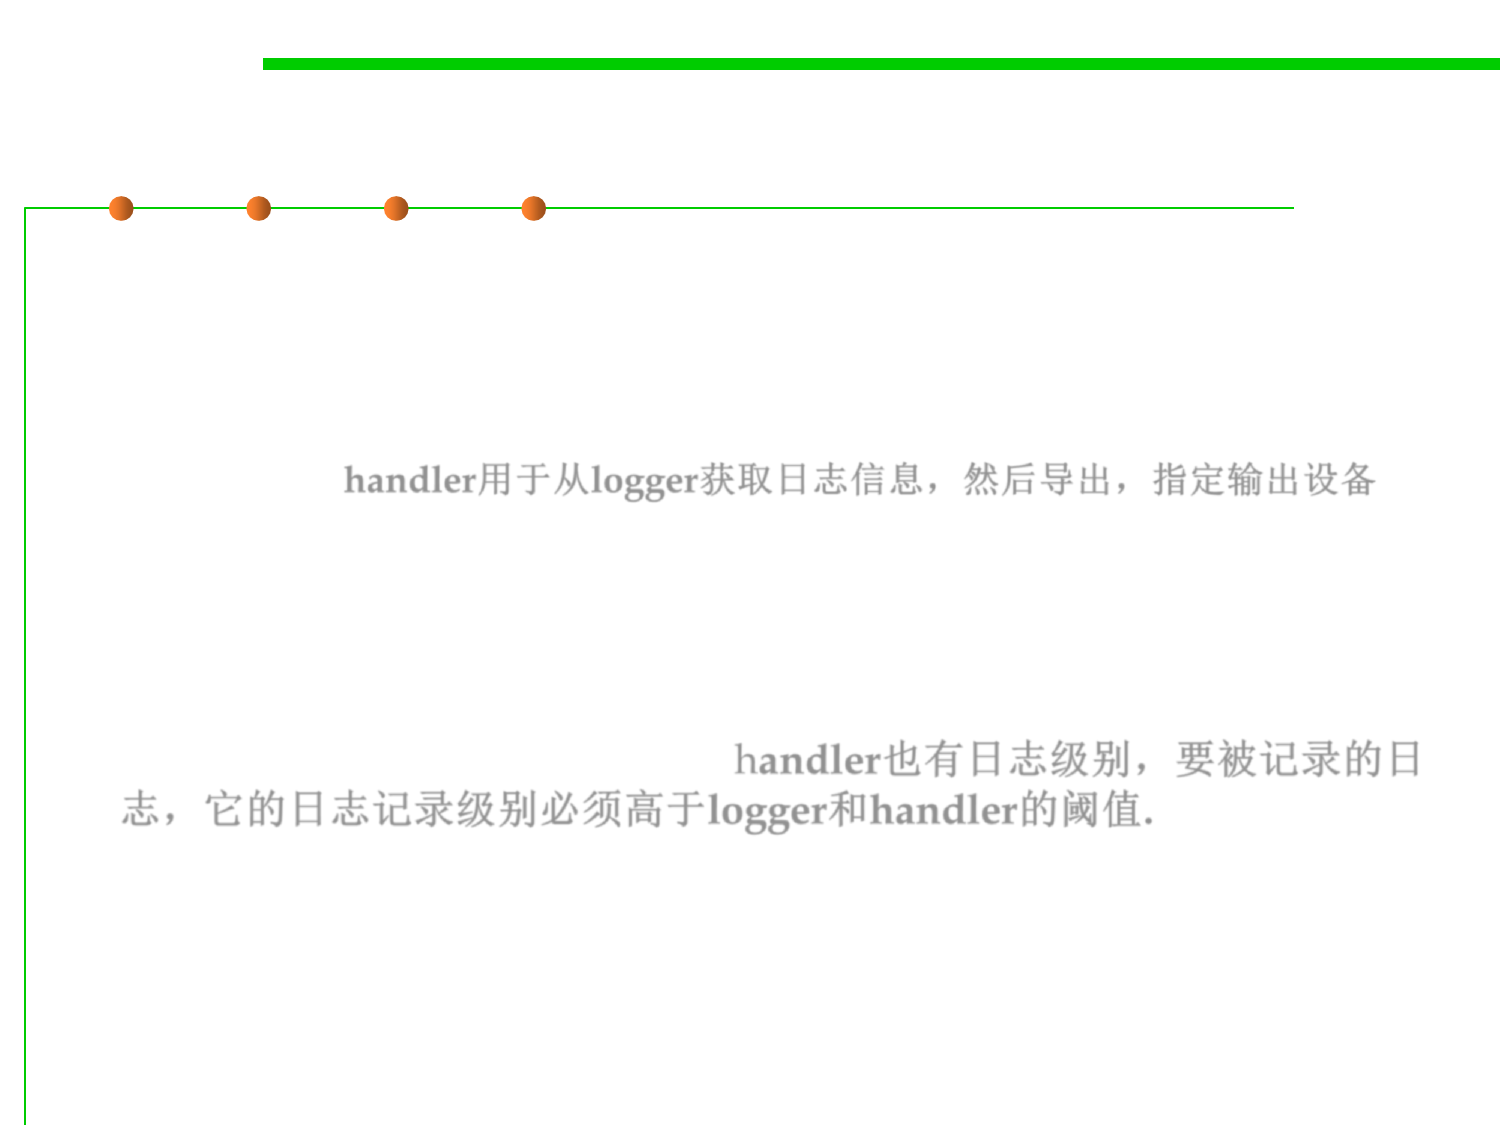 handler用于从logger获取日志信息，然后导出，指定输出设备
handler也有日志级别，要被记录的日
志，它的日志记录级别必须高于logger和handler的阈值.